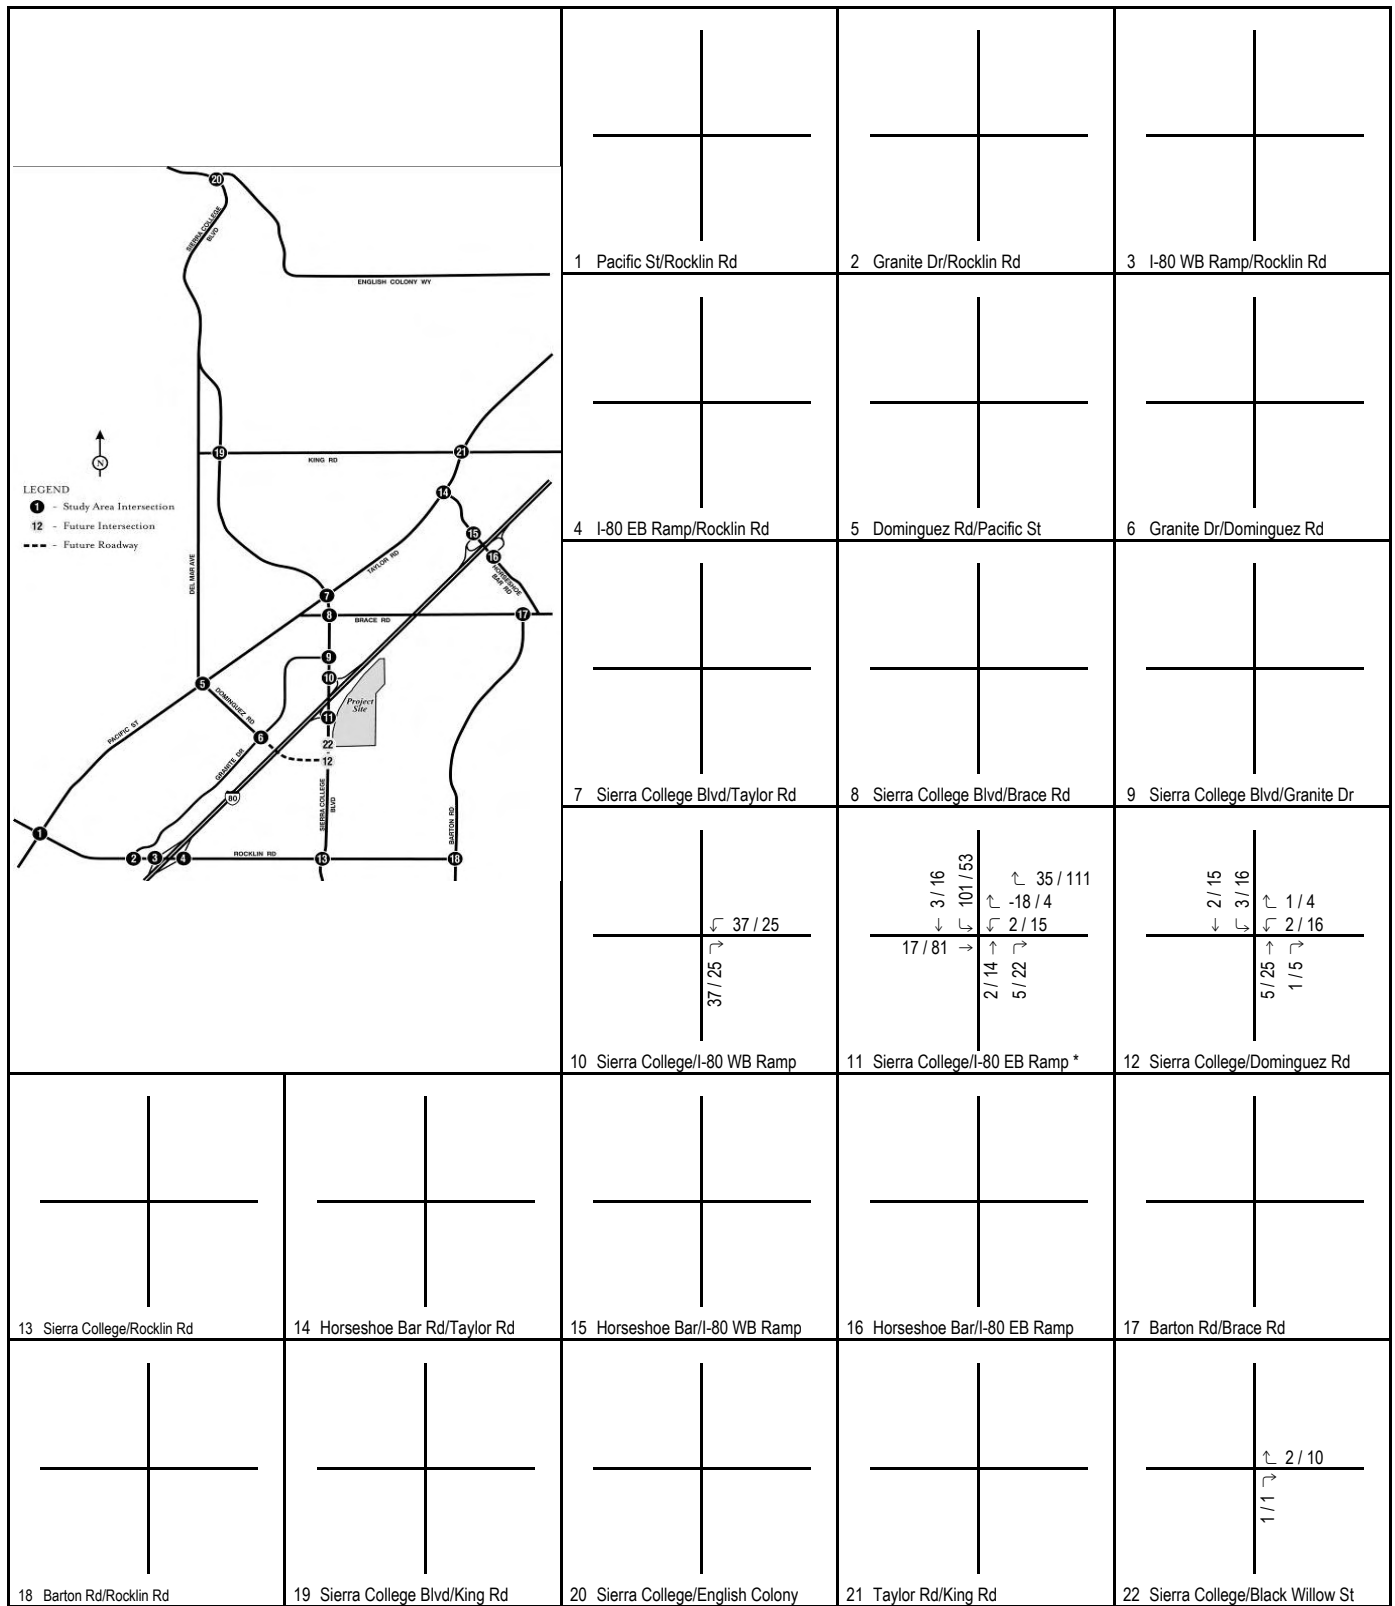 1 Pacific St/Rocklin Rd
2 Granite Dr/Rocklin Rd
3 I-80 WB Ramp/Rocklin Rd
20
SIERRA COLLEGE
BLVD
ENGLISH COLONY WY
19
KING RD
21
14
N
LEGEND
1 - Study Area Intersection
12 - Future Intersection
- Future Roadway
15
16
HORSESHOE
BAR RD
DEL MAR AVE
TAYLOR RD
7
8
BRACE RD
17
9
10
5
DOMINGUEZ RD
Project
Site
11
PACIFIC ST
6
22
12
GRANITE DR
80
SIERRA COLLEGE
BLVD
BARTON RD
1
2
3
4
ROCKLIN RD
13
18
4 I-80 EB Ramp/Rocklin Rd
5 Dominguez Rd/Pacific St
6 Granite Dr/Dominguez Rd
7 Sierra College Blvd/Taylor Rd
8 Sierra College Blvd/Brace Rd
9 Sierra College Blvd/Granite Dr
37 / 25
37 / 25
10 Sierra College/I-80 WB Ramp
3 / 16
101 / 53
35 / 111
-18 / 4
2 / 15
17 / 81
2 / 14
5 / 22
11 Sierra College/I-80 EB Ramp *
2 / 15
3 / 16
1 / 4
2 / 16
5 / 25
1 / 5
12 Sierra College/Dominguez Rd
13 Sierra College/Rocklin Rd
14 Horseshoe Bar Rd/Taylor Rd
15 Horseshoe Bar/I-80 WB Ramp
16 Horseshoe Bar/I-80 EB Ramp
17 Barton Rd/Brace Rd
18 Barton Rd/Rocklin Rd
19 Sierra College Blvd/King Rd
20 Sierra College/English Colony
21 Taylor Rd/King Rd
2 / 10
1 / 1
22 Sierra College/Black Willow St